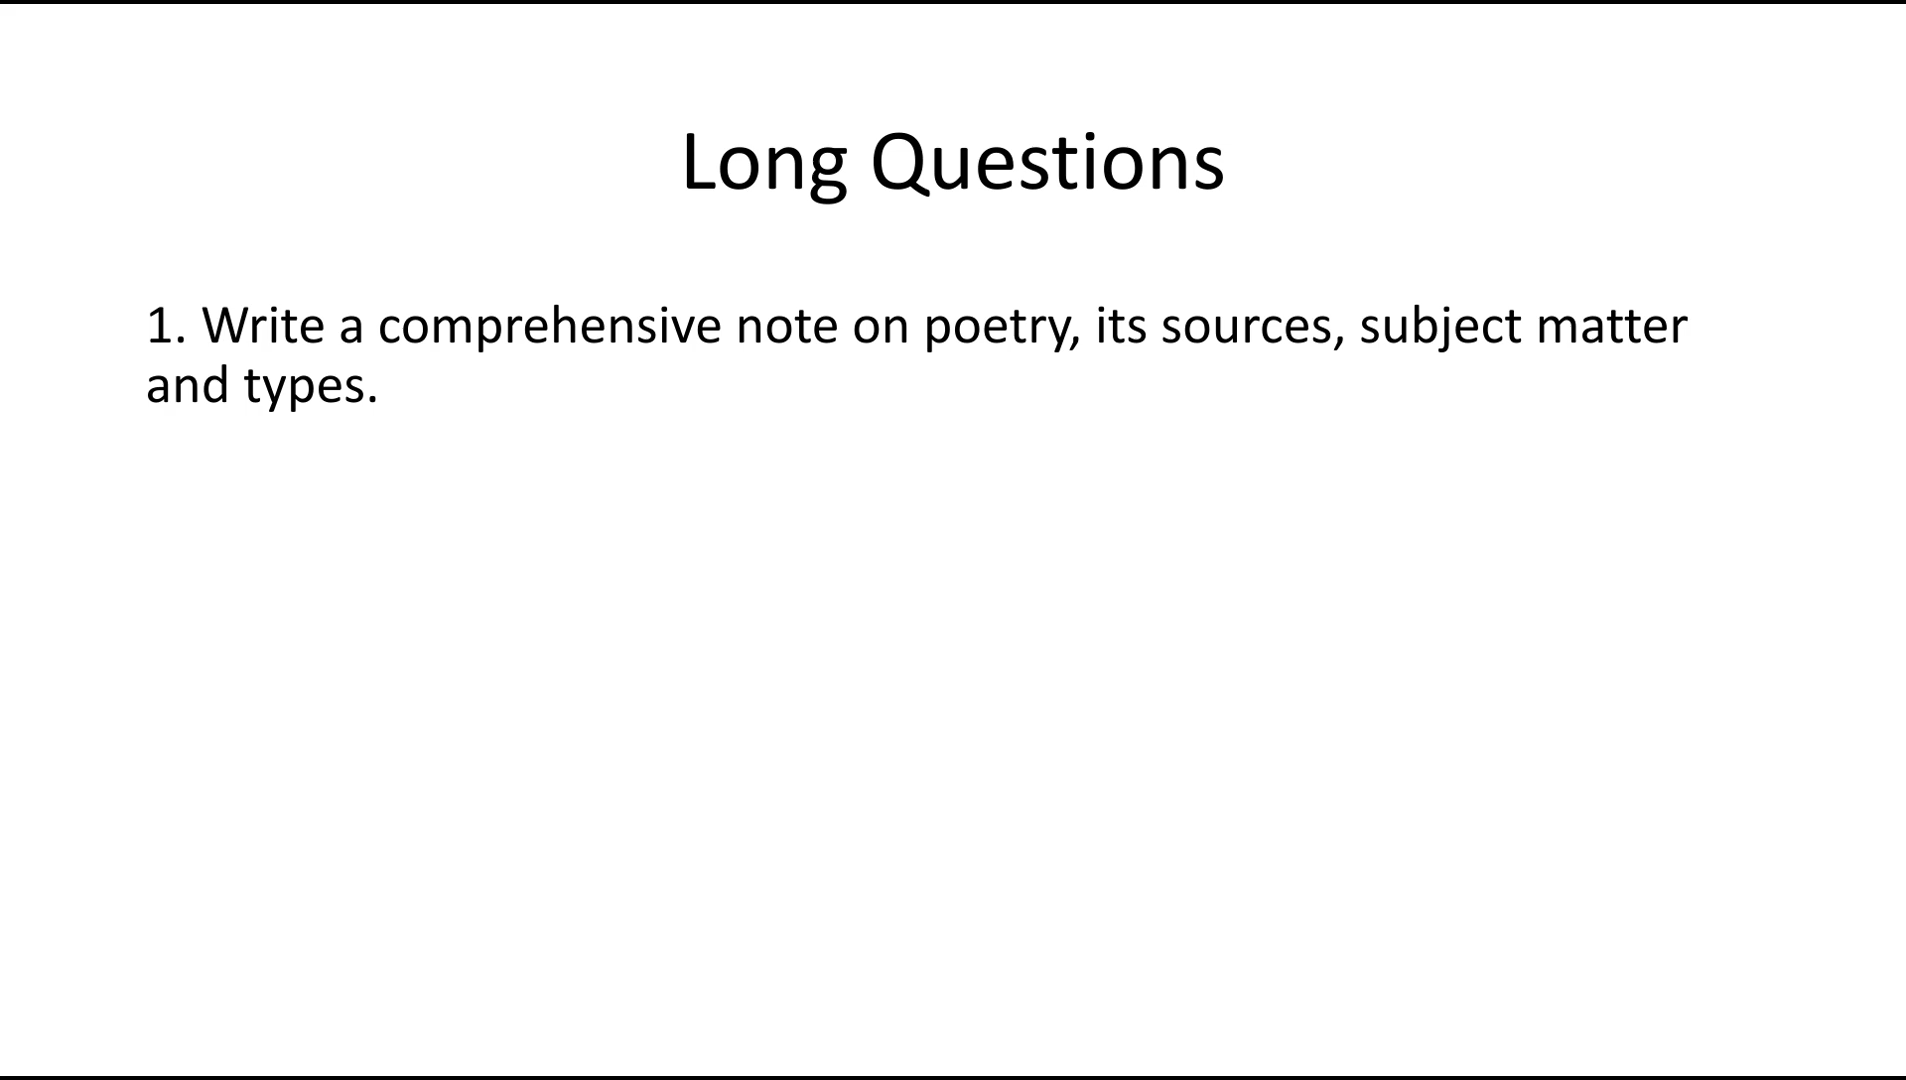 Long Questions
1. Write a comprehensive note on poetry, its sources, subject matter
and types.